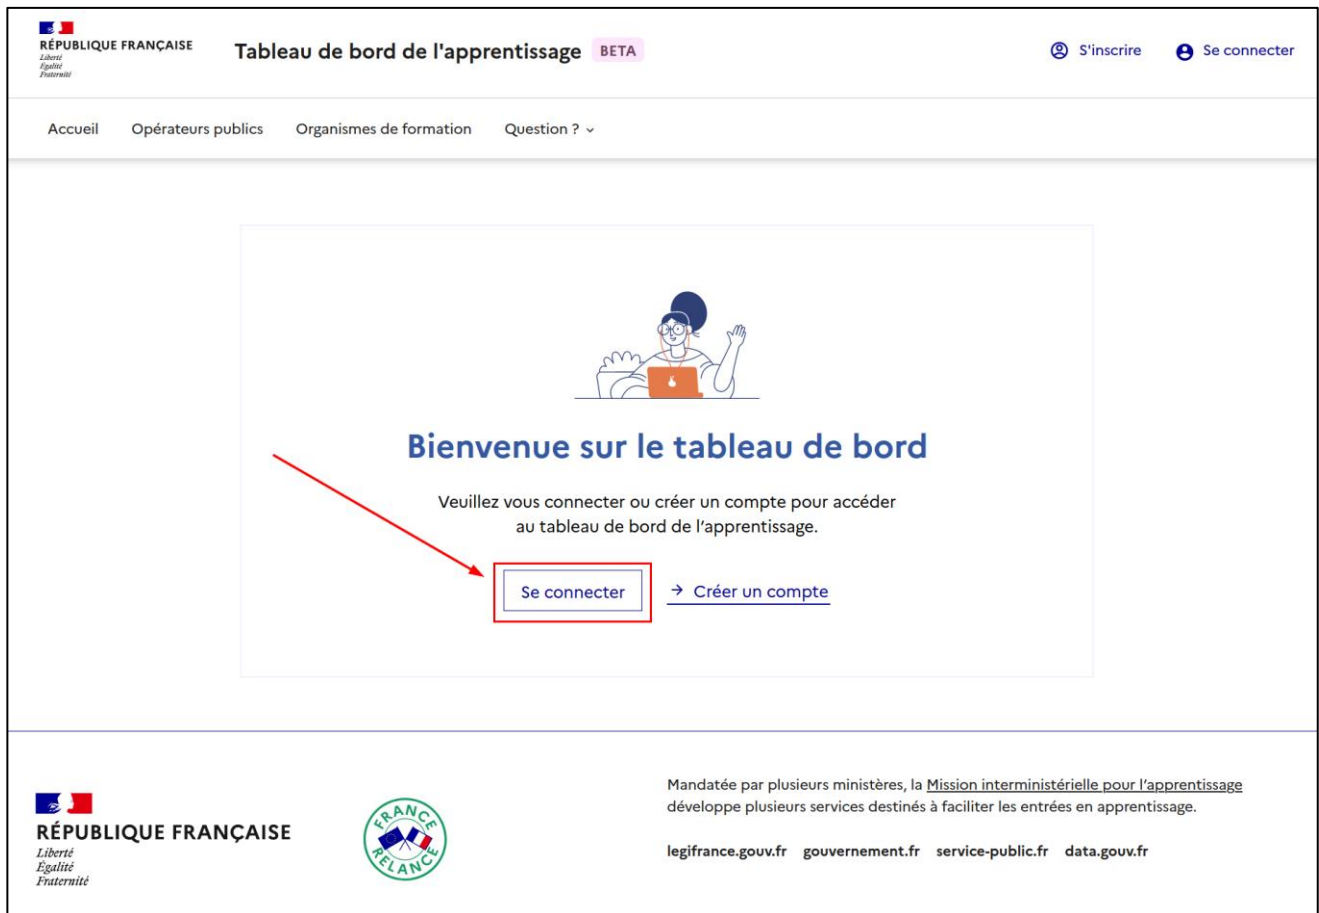 RÉPUBLIQUE FRANÇAISE
Liberté
Égalité
Fraternité
Tableau de bord de l'apprentissage BETA
S'inscrire
Se connecter
Accueil Opérateurs publics Organismes de formation Question ?
Bienvenue sur le tableau de bord
Veuillez vous connecter ou créer un compte pour accéder
au tableau de bord de l’apprentissage.
Se connecter
→ Créer un compte
RÉPUBLIQUE FRANÇAISE
Liberté
Égalité
Fraternité
FRANCE
RELANCE
Mandatée par plusieurs ministères, la Mission interministérielle pour l’apprentissage
développe plusieurs services destinés à faciliter les entrées en apprentissage.
legifrance.gouv.fr gouvernement.fr service-public.fr data.gouv.fr